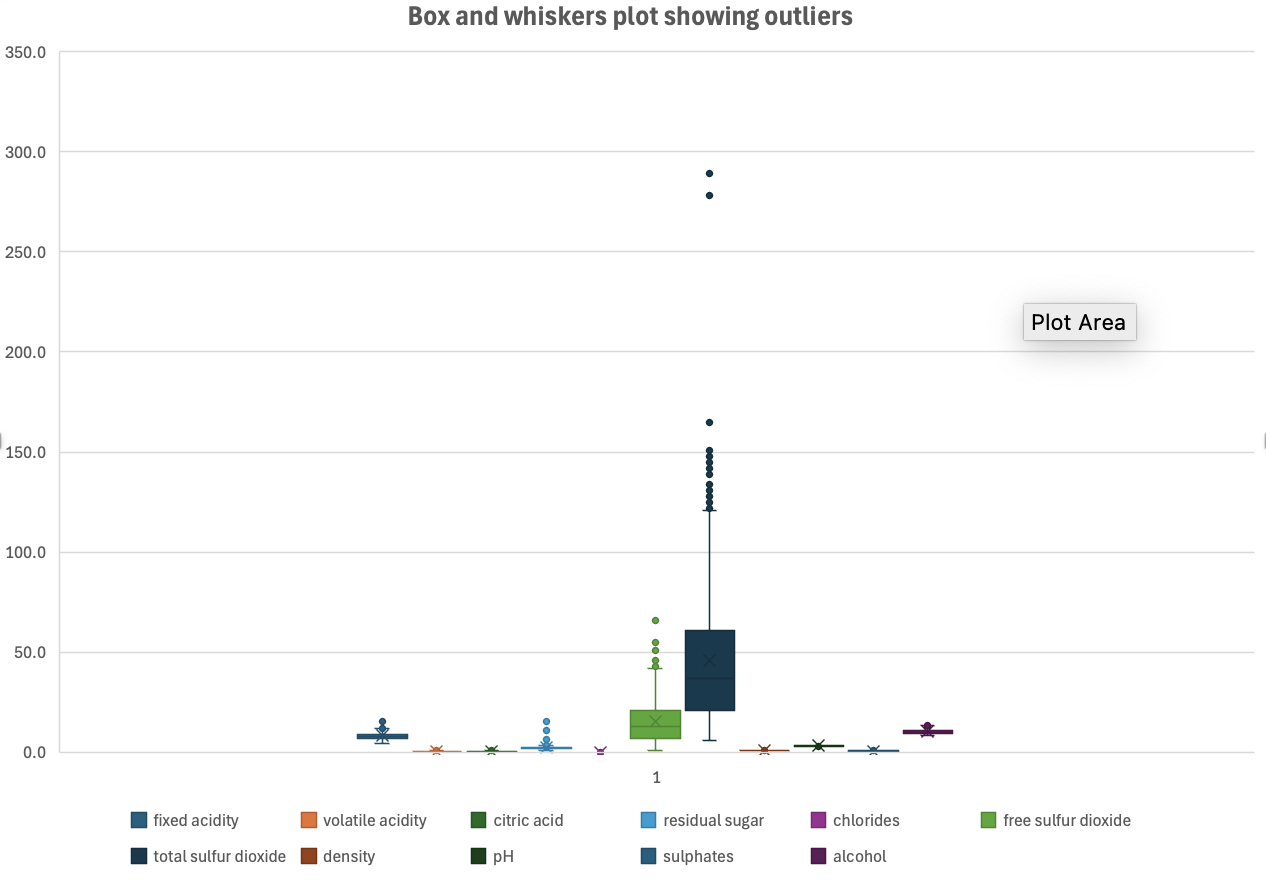 Box and whiskers plot showing outliers
350.0
300.0
250.0
Plot Area
200.0
150.0
100.0
50.0
0.0
1
fixed acidity volatile acidity citric acid residual sugar chlorides free sulfur dioxide
total sulfur dioxide density pH sulphates alcohol